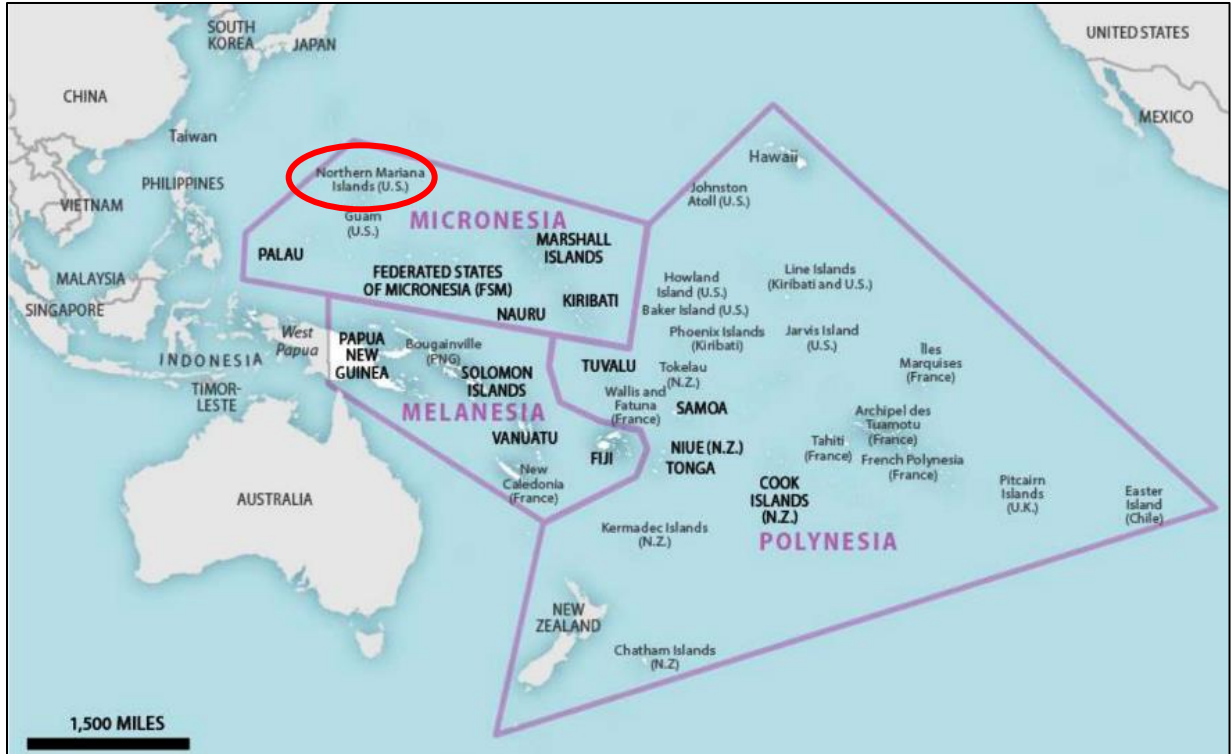 SOUTH
KOREA
JAPAN
UNITED STATES
CHINA
MEXICO
Taiwan
Hawaii
Northern Mariana
Islands (U.S.)
PHILIPPINES
Johnston
Atoll (U.S.)
VIETNAM
Guam
(U.S.)
MICRONESIA
MARSHALL
ISLANDS
PALAU
FEDERATED STATES
OF MICRONESIA (FSM)
MALAYSIA
Howland
Island (U.S.)
Line Islands
(Kiribati and U.S.)
SINGAPORE
KIRIBATI
NAURU
Baker Island (U.S.)
West
Papua
PAPUA
NEW
GUINEA
Bougainville
(PNG)
Phoenix Islands
(Kiribati)
Jarvis Island
(U.S.)
INDONESIA
SOLOMON
ISLANDS
TUVALU
Tokelau
(N.Z.)
Îles
Marquises
(France)
TIMOR-
LESTE
MELANESIA
Wallis and
Fatuna
(France)
SAMOA
Archipel des
Tuamotu
(France)
VANUATU
FIJI
NIUE (N.Z.)
TONGA
Tahiti
(France)
French Polynesia
(France)
New
Caledonia
(France)
COOK
ISLANDS
(N.Z.)
Pitcairn
Islands
(U.K.)
Easter
Island
(Chile)
AUSTRALIA
Kermadec Islands
(N.Z.)
POLYNESIA
NEW
ZEALAND
Chatham Islands
(N.Z)
1,500 MILES